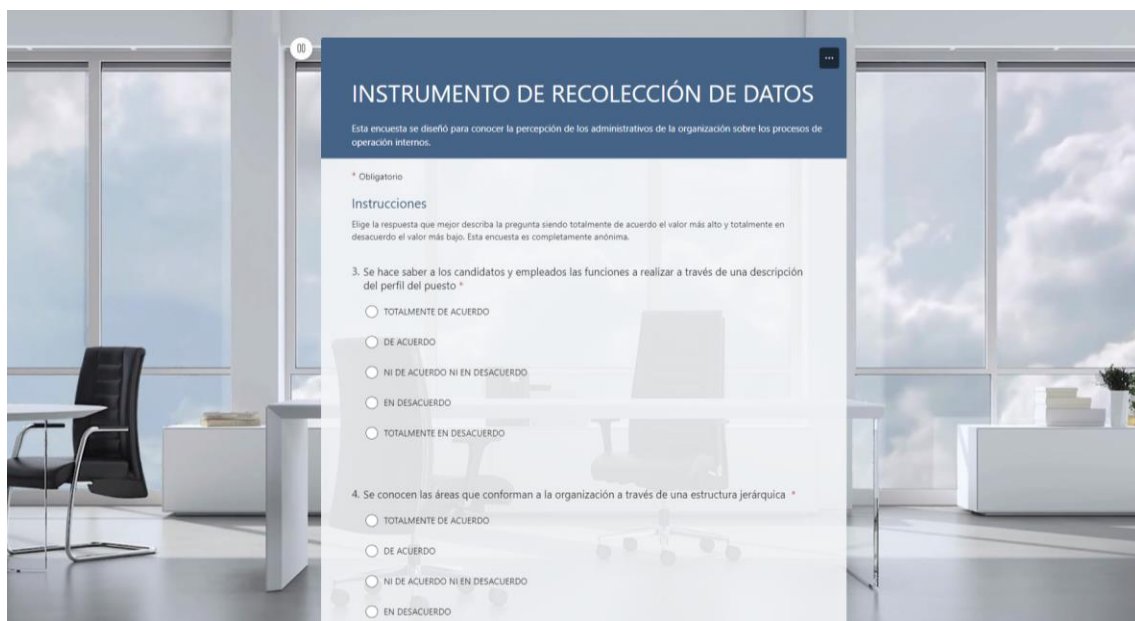 INSTRUMENTO DE RECOLECCIÓN DE DATOS
Esta encuesta se diseñó para conocer la percepción de los administrativos de la organización sobre los procesos de
operación internos.
* Obligatorio
Instrucciones
Elige la respuesta que mejor describa la pregunta siendo totalmente de acuerdo el valor más alto y totalmente en
desacuerdo el valor más bajo. Esta encuesta es completamente anónima.
3. Se hace saber a los candidatos y empleados las funciones a realizar a través de una descripción
del perfil del puesto *
TOTALMENTE DE ACUERDO
DE ACUERDO
NI DE ACUERDO NI EN DESACUERDO
EN DESACUERDO
TOTALMENTE EN DESACUERDO
4. Se conocen las áreas que conforman a la organización a través de una estructura jerárquica *
TOTALMENTE DE ACUERDO
DE ACUERDO
NI DE ACUERDO NI EN DESACUERDO
EN DESACUERDO